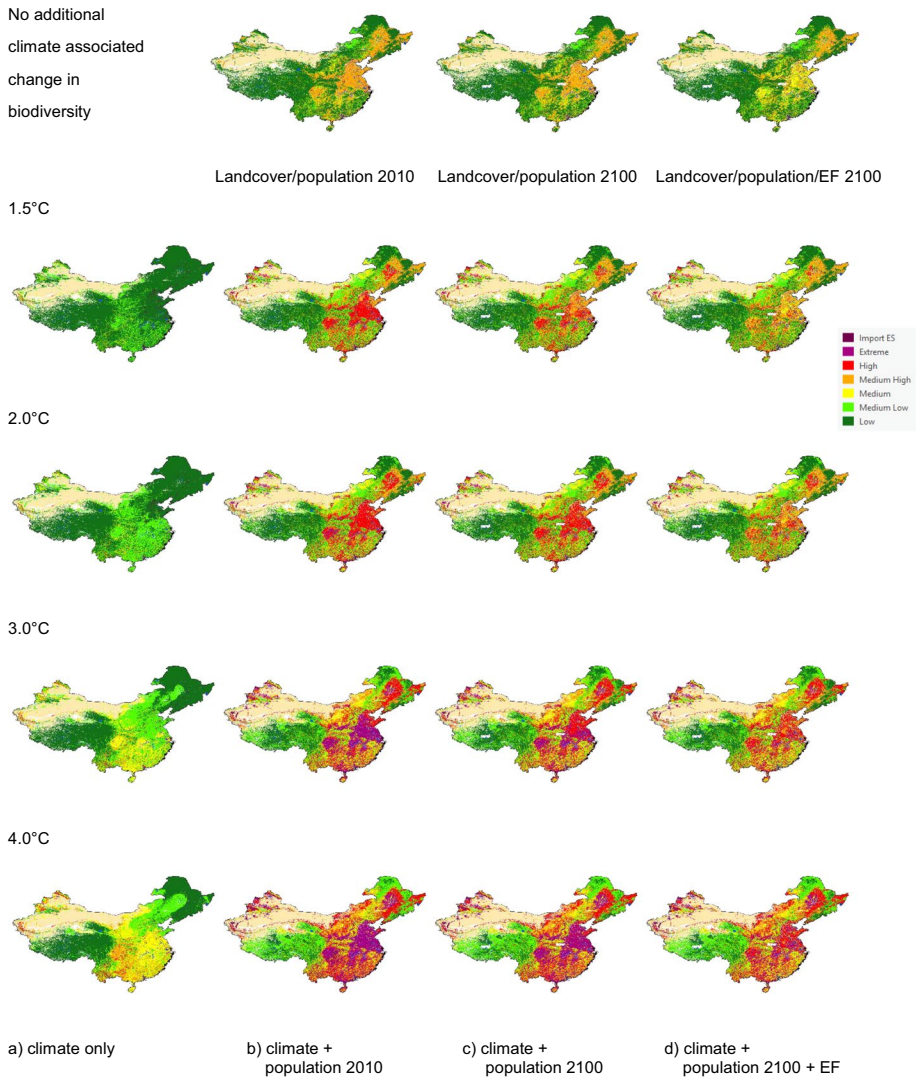 No additional
climate associated
change in
biodiversity
Landcover/population 2010
Landcover/population 2100
Landcover/population/EF 2100
1.5°C
Import ES
Extreme
High
Medium High
Medium
Medium Low
Low
2.0°C
3.0°C
4.0°C
a) climate only
b) climate +
population 2010
c) climate +
population 2100
d) climate +
population 2100 + EF